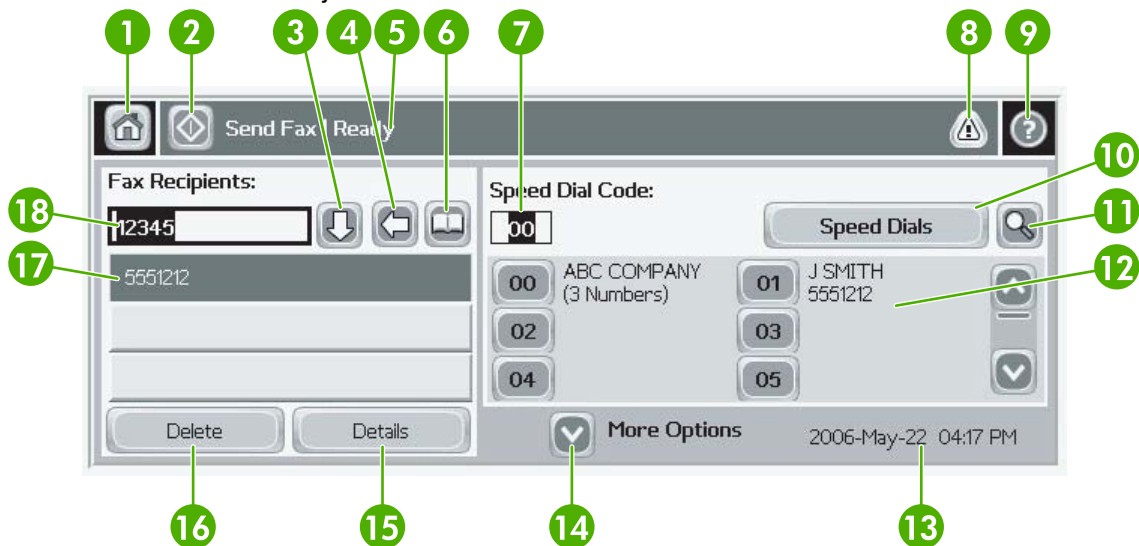 1 2 3 4 5 6 7 8 9
Send Fax | Ready
?
10
Fax Recipients:
Speed Dial Code:
18
12345
00
Speed Dials
11
17
5551212
00 ABC COMPANY
(3 Numbers)
01 J SMITH
5551212
12
02
03
04
05
Delete
Details
More Options
2006-May-22 04:17 PM
16 15 14 13